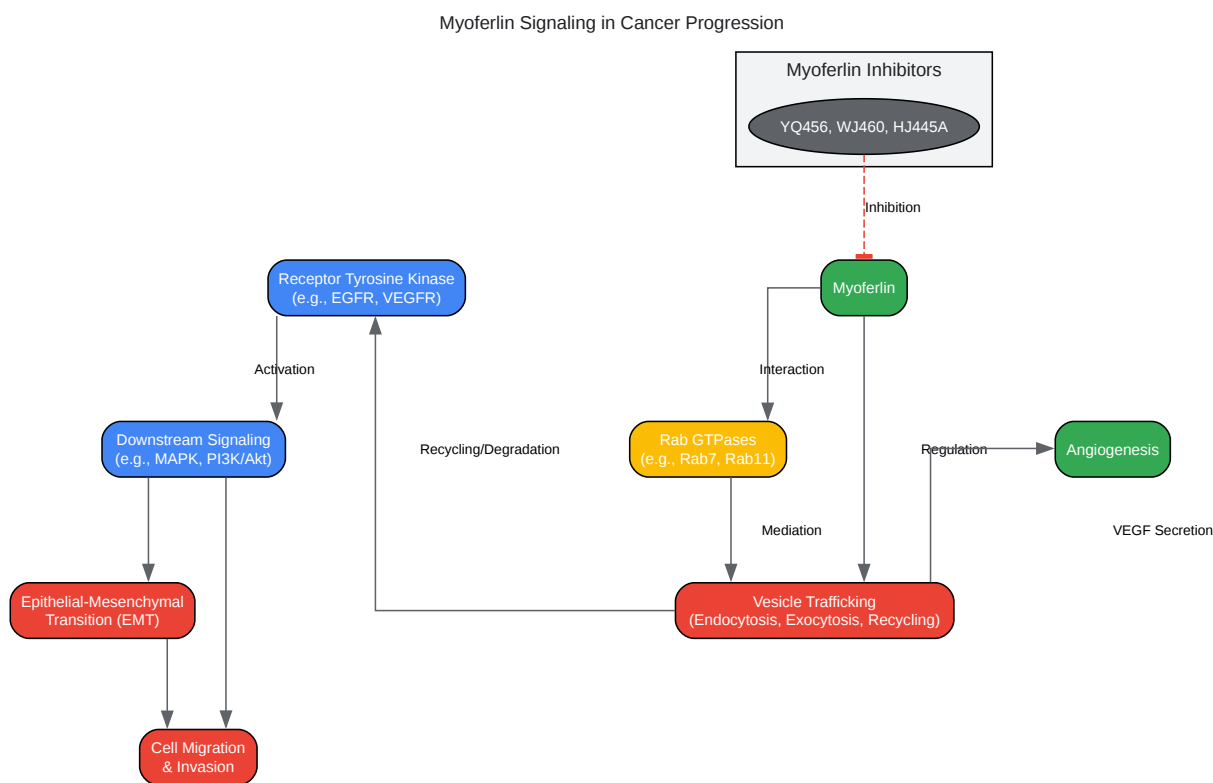 Myoferlin Signaling in Cancer Progression
Myoferlin Inhibitors
YQ456, WJ460, HJ445A
Inhibition
Receptor Tyrosine Kinase
(e.g., EGFR, VEGFR)
Myoferlin
Activation
Interaction
Downstream Signaling
(e.g., MAPK, PI3K/Akt)
Recycling/Degradation
Rab GTPases
(e.g., Rab7, Rab11)
Regulation
Angiogenesis
Mediation
VEGF Secretion
Epithelial-Mesenchymal
Transition (EMT)
Vesicle Trafficking
(Endocytosis, Exocytosis, Recycling)
Cell Migration
& Invasion